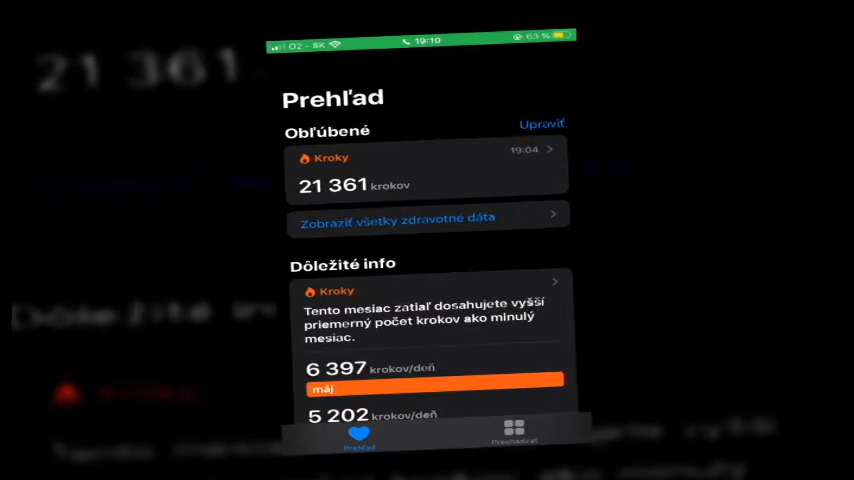 O2 - SK 19:10 63 %
Prehľad
Obľúbené Upraviť
Kroky 19:04
21 361 krokov
Zobraziť všetky zdravotné dáta
Dôležité info
Kroky
Tento mesiac zatiaľ dosahujete vyšší
priemerný počet krokov ako minulý
mesiac.
6 397 krokov/deň
máj
5 202 krokov/deň
Prehľad Prechádzať